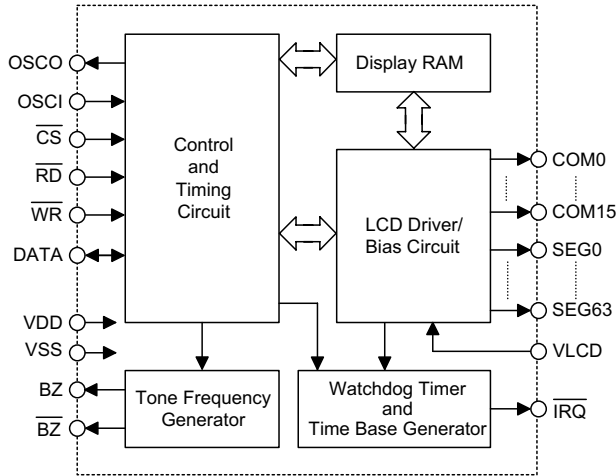 OSCO
OSCI
CS
RD
WR
DATA
VDD
VSS
BZ
BZ
Control
and
Timing
Circuit
Display RAM
LCD Driver/
Bias Circuit
Tone Frequency
Generator
Watchdog Timer
and
Time Base Generator
COM0
COM15
SEG0
SEG63
VLCD
IRQ